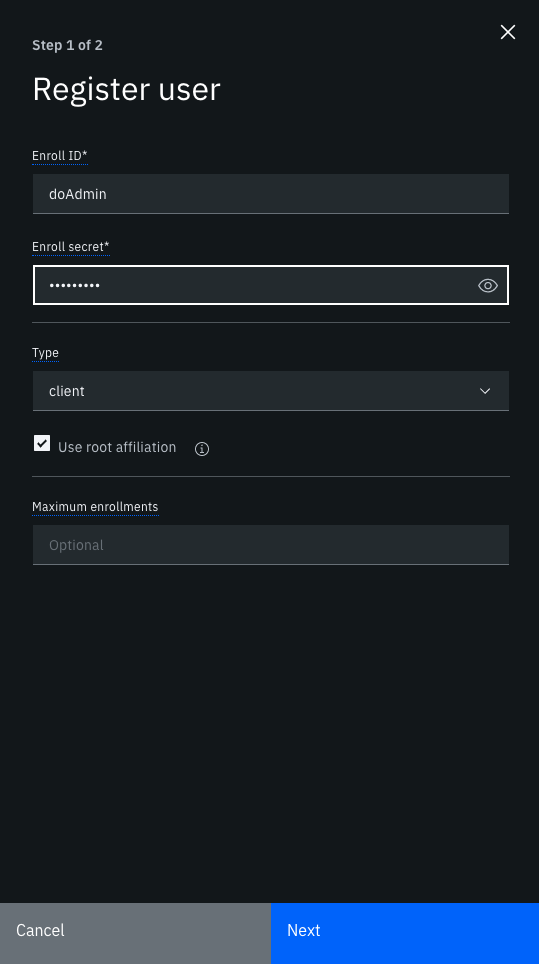 Step 1 of 2
Register user
Enroll ID*
doAdmin
Enroll secret*
•••••••••
Type
client
Use root affiliation
Maximum enrollments
Optional
Cancel
Next